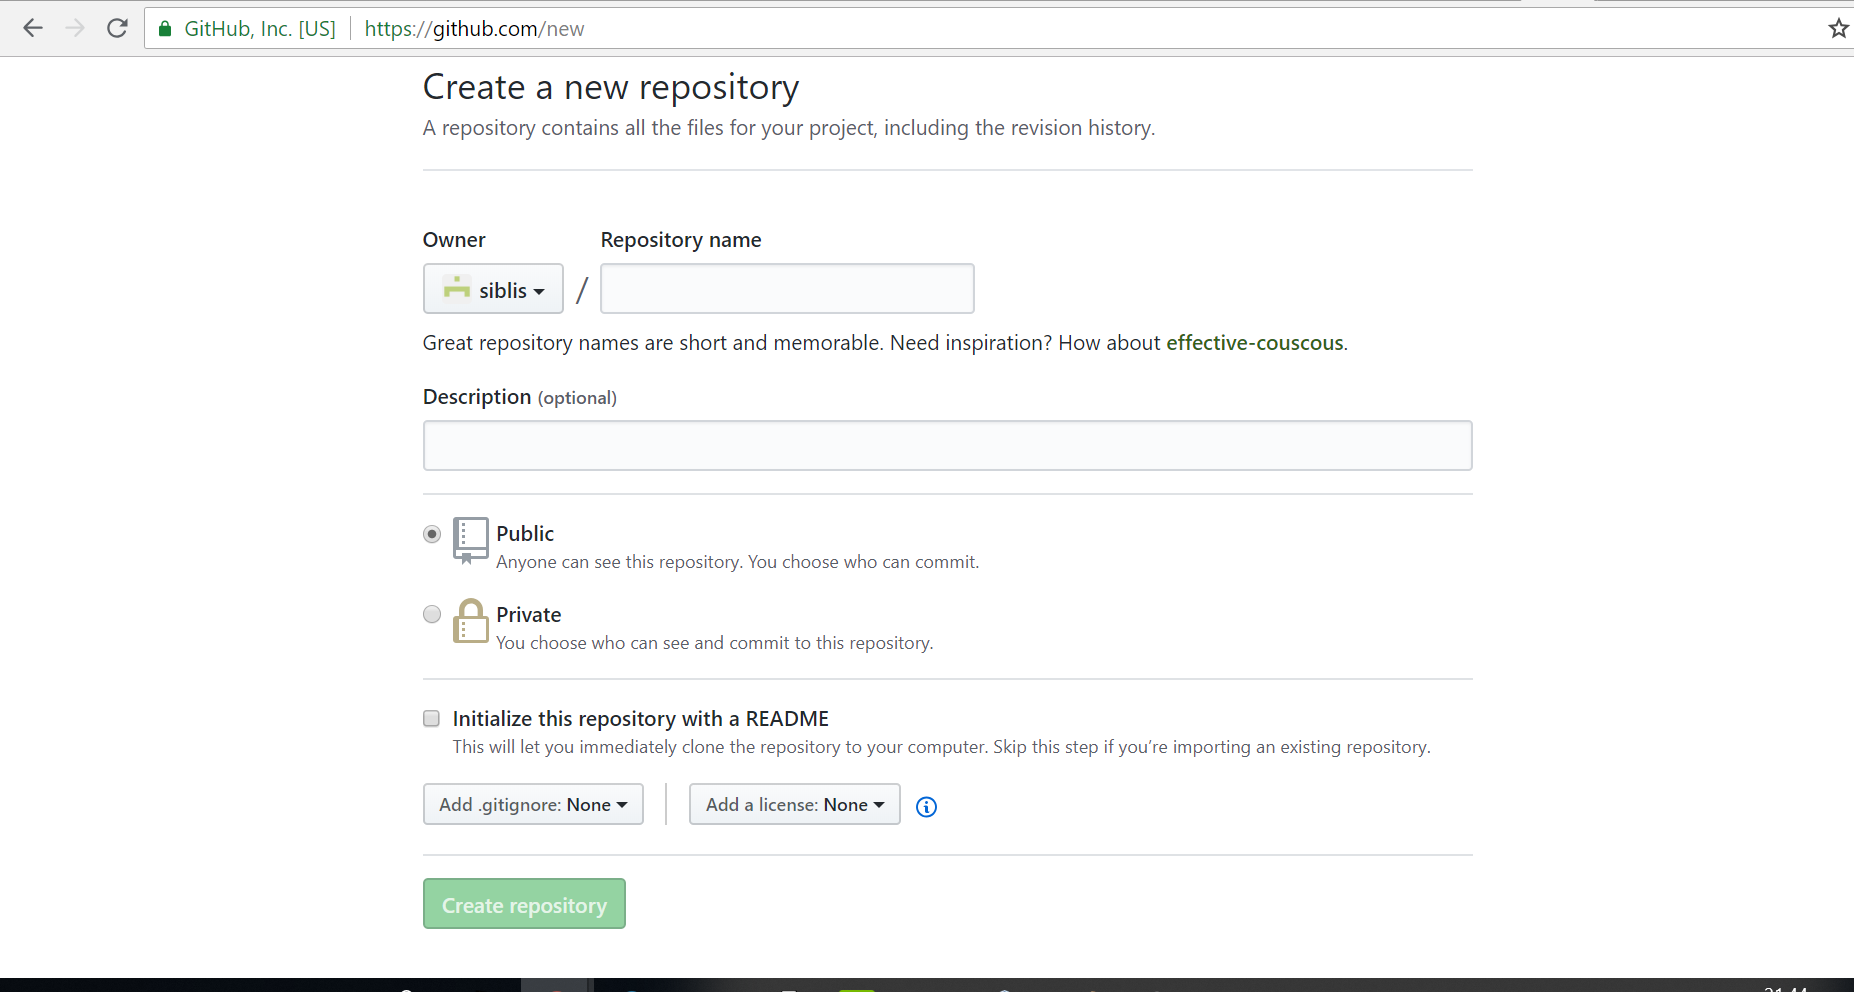 GitHub, Inc. [US] https://github.com/new
Create a new repository
A repository contains all the files for your project, including the revision history.
Owner Repository name
siblis /
Great repository names are short and memorable. Need inspiration? How about effective-couscous.
Description (optional)
Public
Anyone can see this repository. You choose who can commit.
Private
You choose who can see and commit to this repository.
Initialize this repository with a README
This will let you immediately clone the repository to your computer. Skip this step if you’re importing an existing repository.
Add .gitignore: None Add a license: None
Create repository